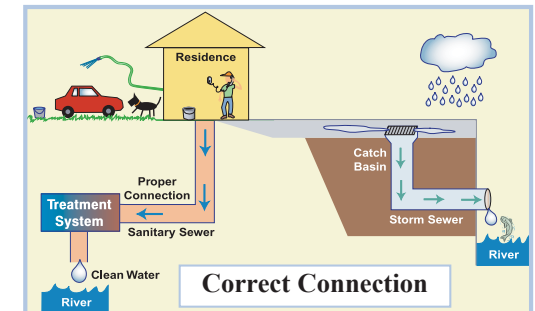 Residence
Catch
Basin
Proper
Connection
Treatment
System
Sanitary Sewer
Storm Sewer
River
Clean Water
Correct Connection
River